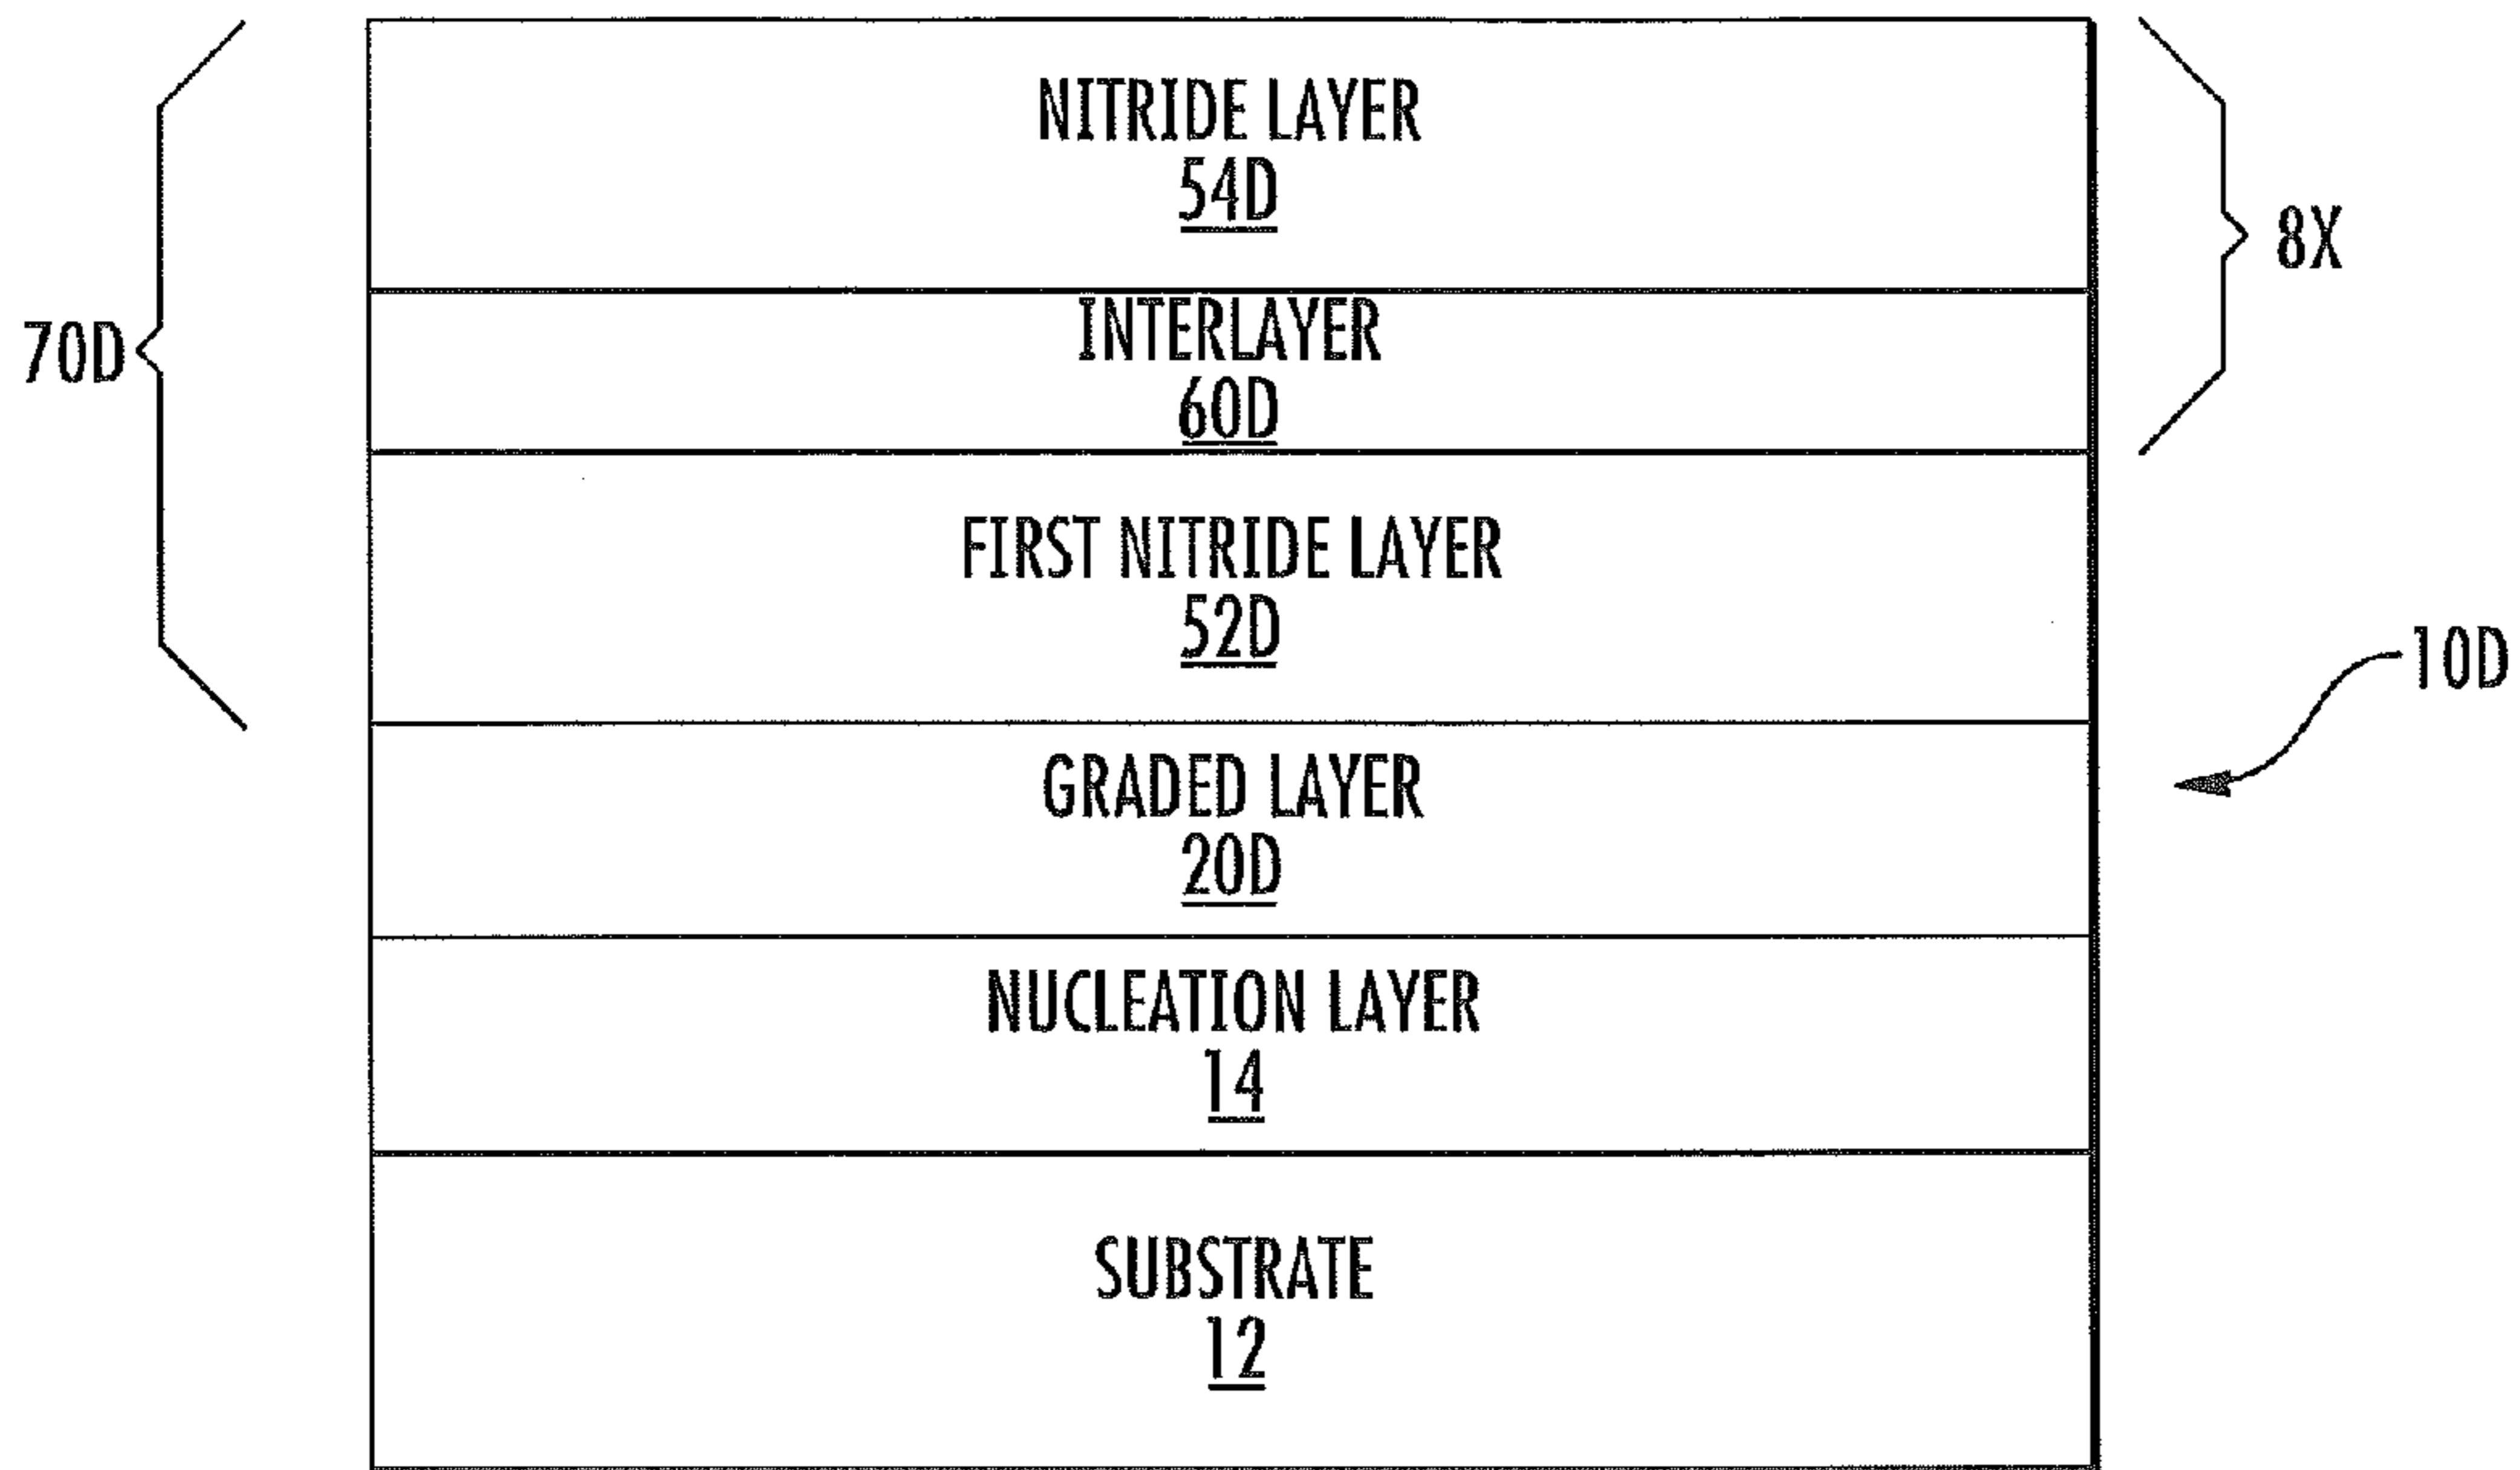 NITRIDE LAYER
54D
8X
INTERLAYER
60D
70D
FIRST NITRIDE LAYER
52D
10D
GRADED LAYER
20D
NUCLEATION LAYER
14
SUBSTRATE
12